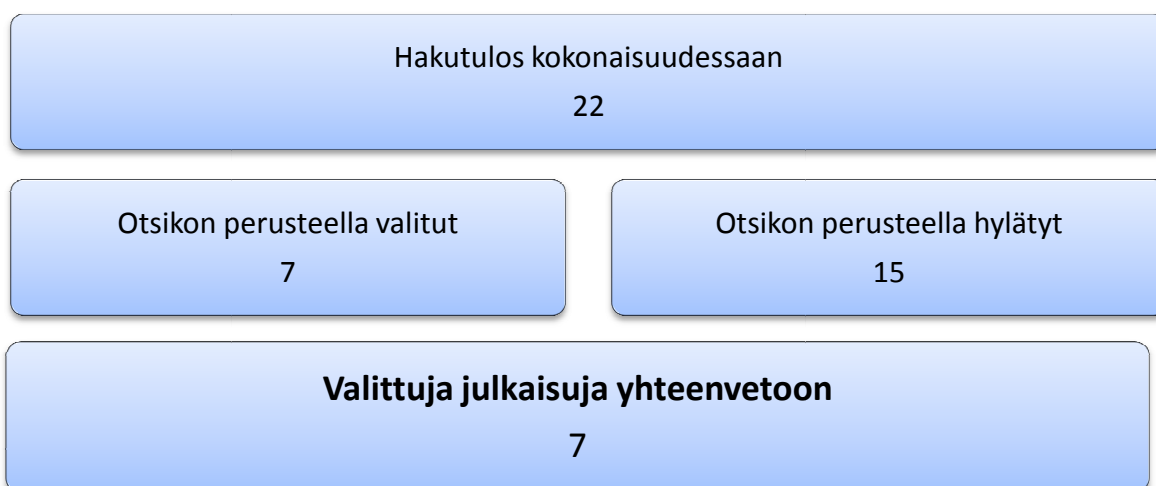 Hakutulos kokonaisuudessaan
22
Otsikon perusteella valitut
7
Otsikon perusteella hylätyt
15
Valittuja julkaisuja yhteenvetoon
7